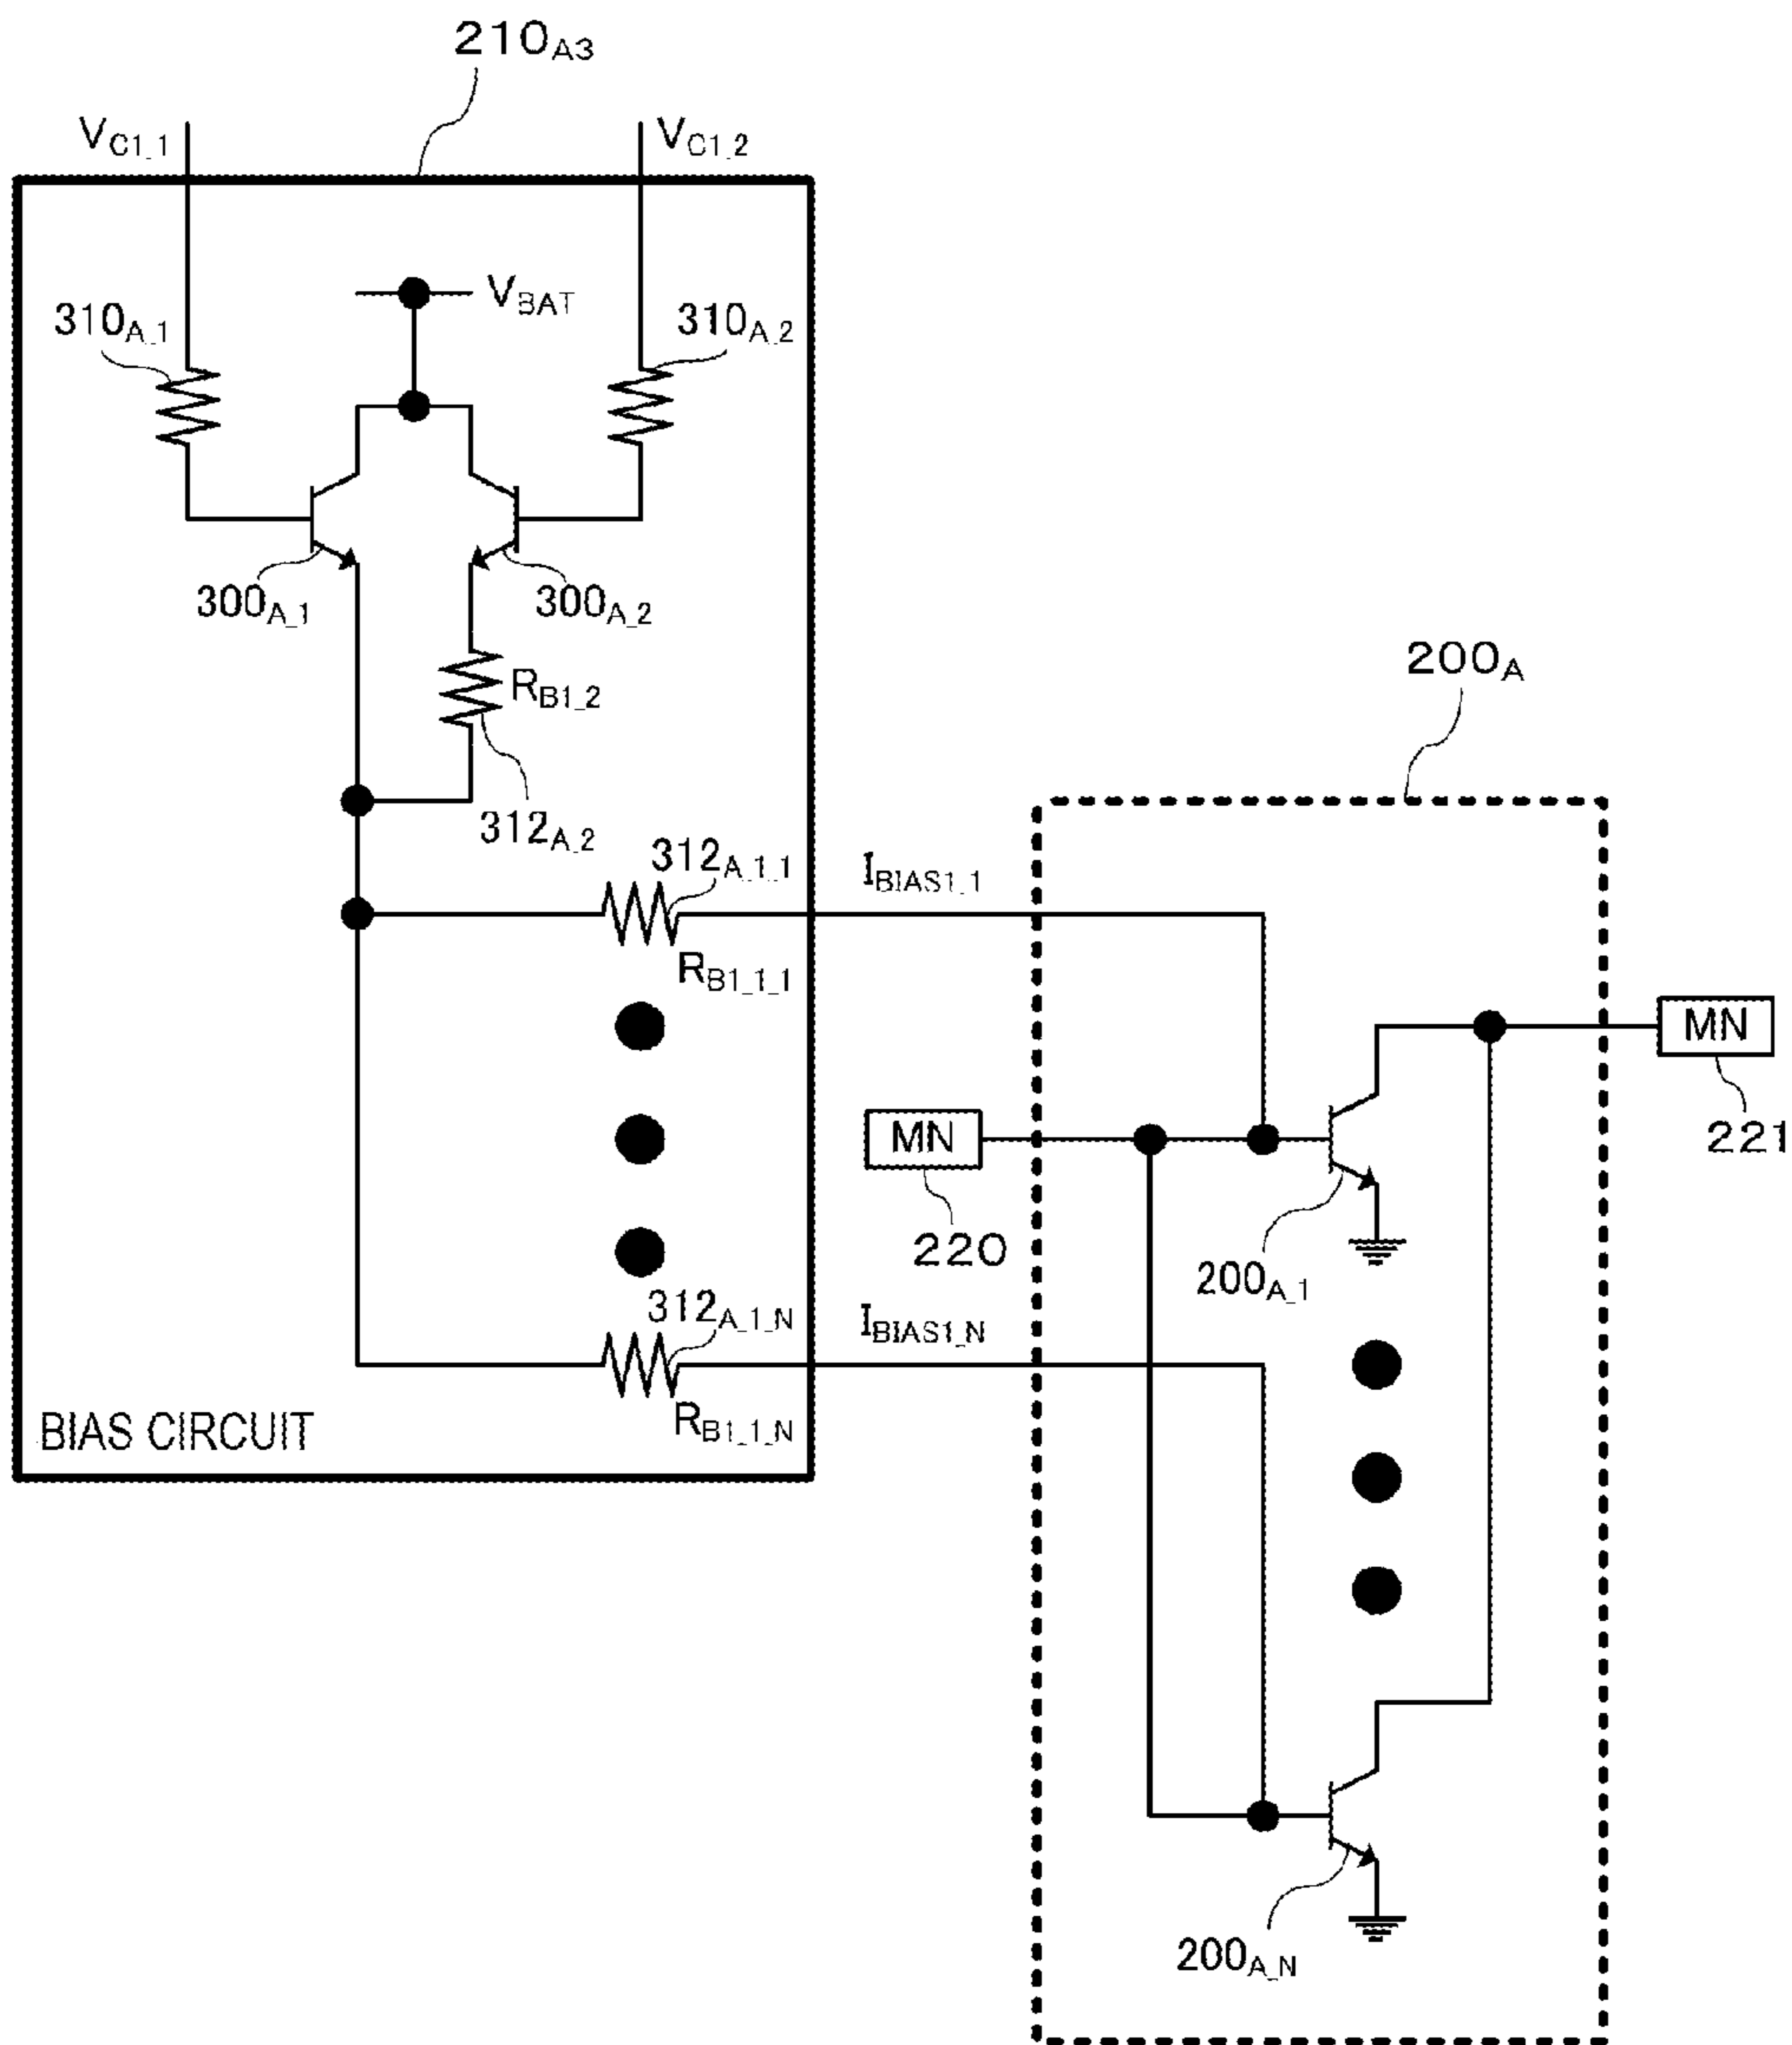 210A3
VC1_1
VC1_2
VBAT
310A_1
310A_2
300A_1
300A_2
RB1_2
312A_2
200A
312A_1_1
IBIAS1_1
RB1_1_1
MN
221
MN
220
200A_1
312A_1_N
IBIAS1_N
RB1_1_N
BIAS CIRCUIT
200A_N